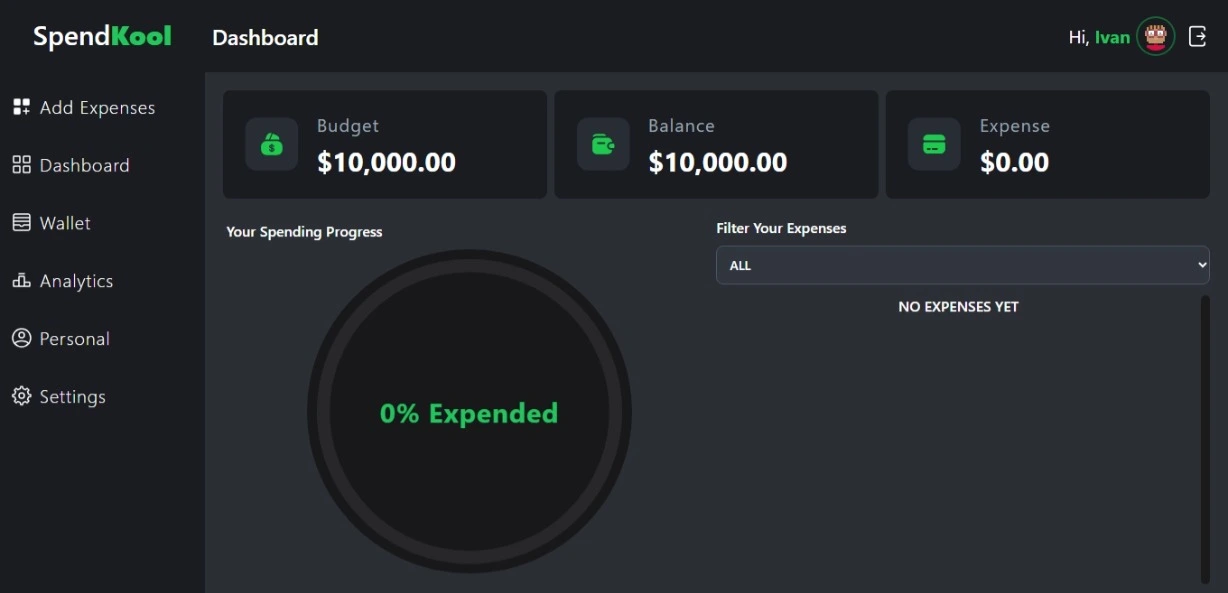 SpendKool
Dashboard
Hi, Ivan
Add Expenses
Dashboard
Wallet
Analytics
Personal
Settings
Budget
$10,000.00
Balance
$10,000.00
Expense
$0.00
Your Spending Progress
0% Expended
Filter Your Expenses
ALL
NO EXPENSES YET